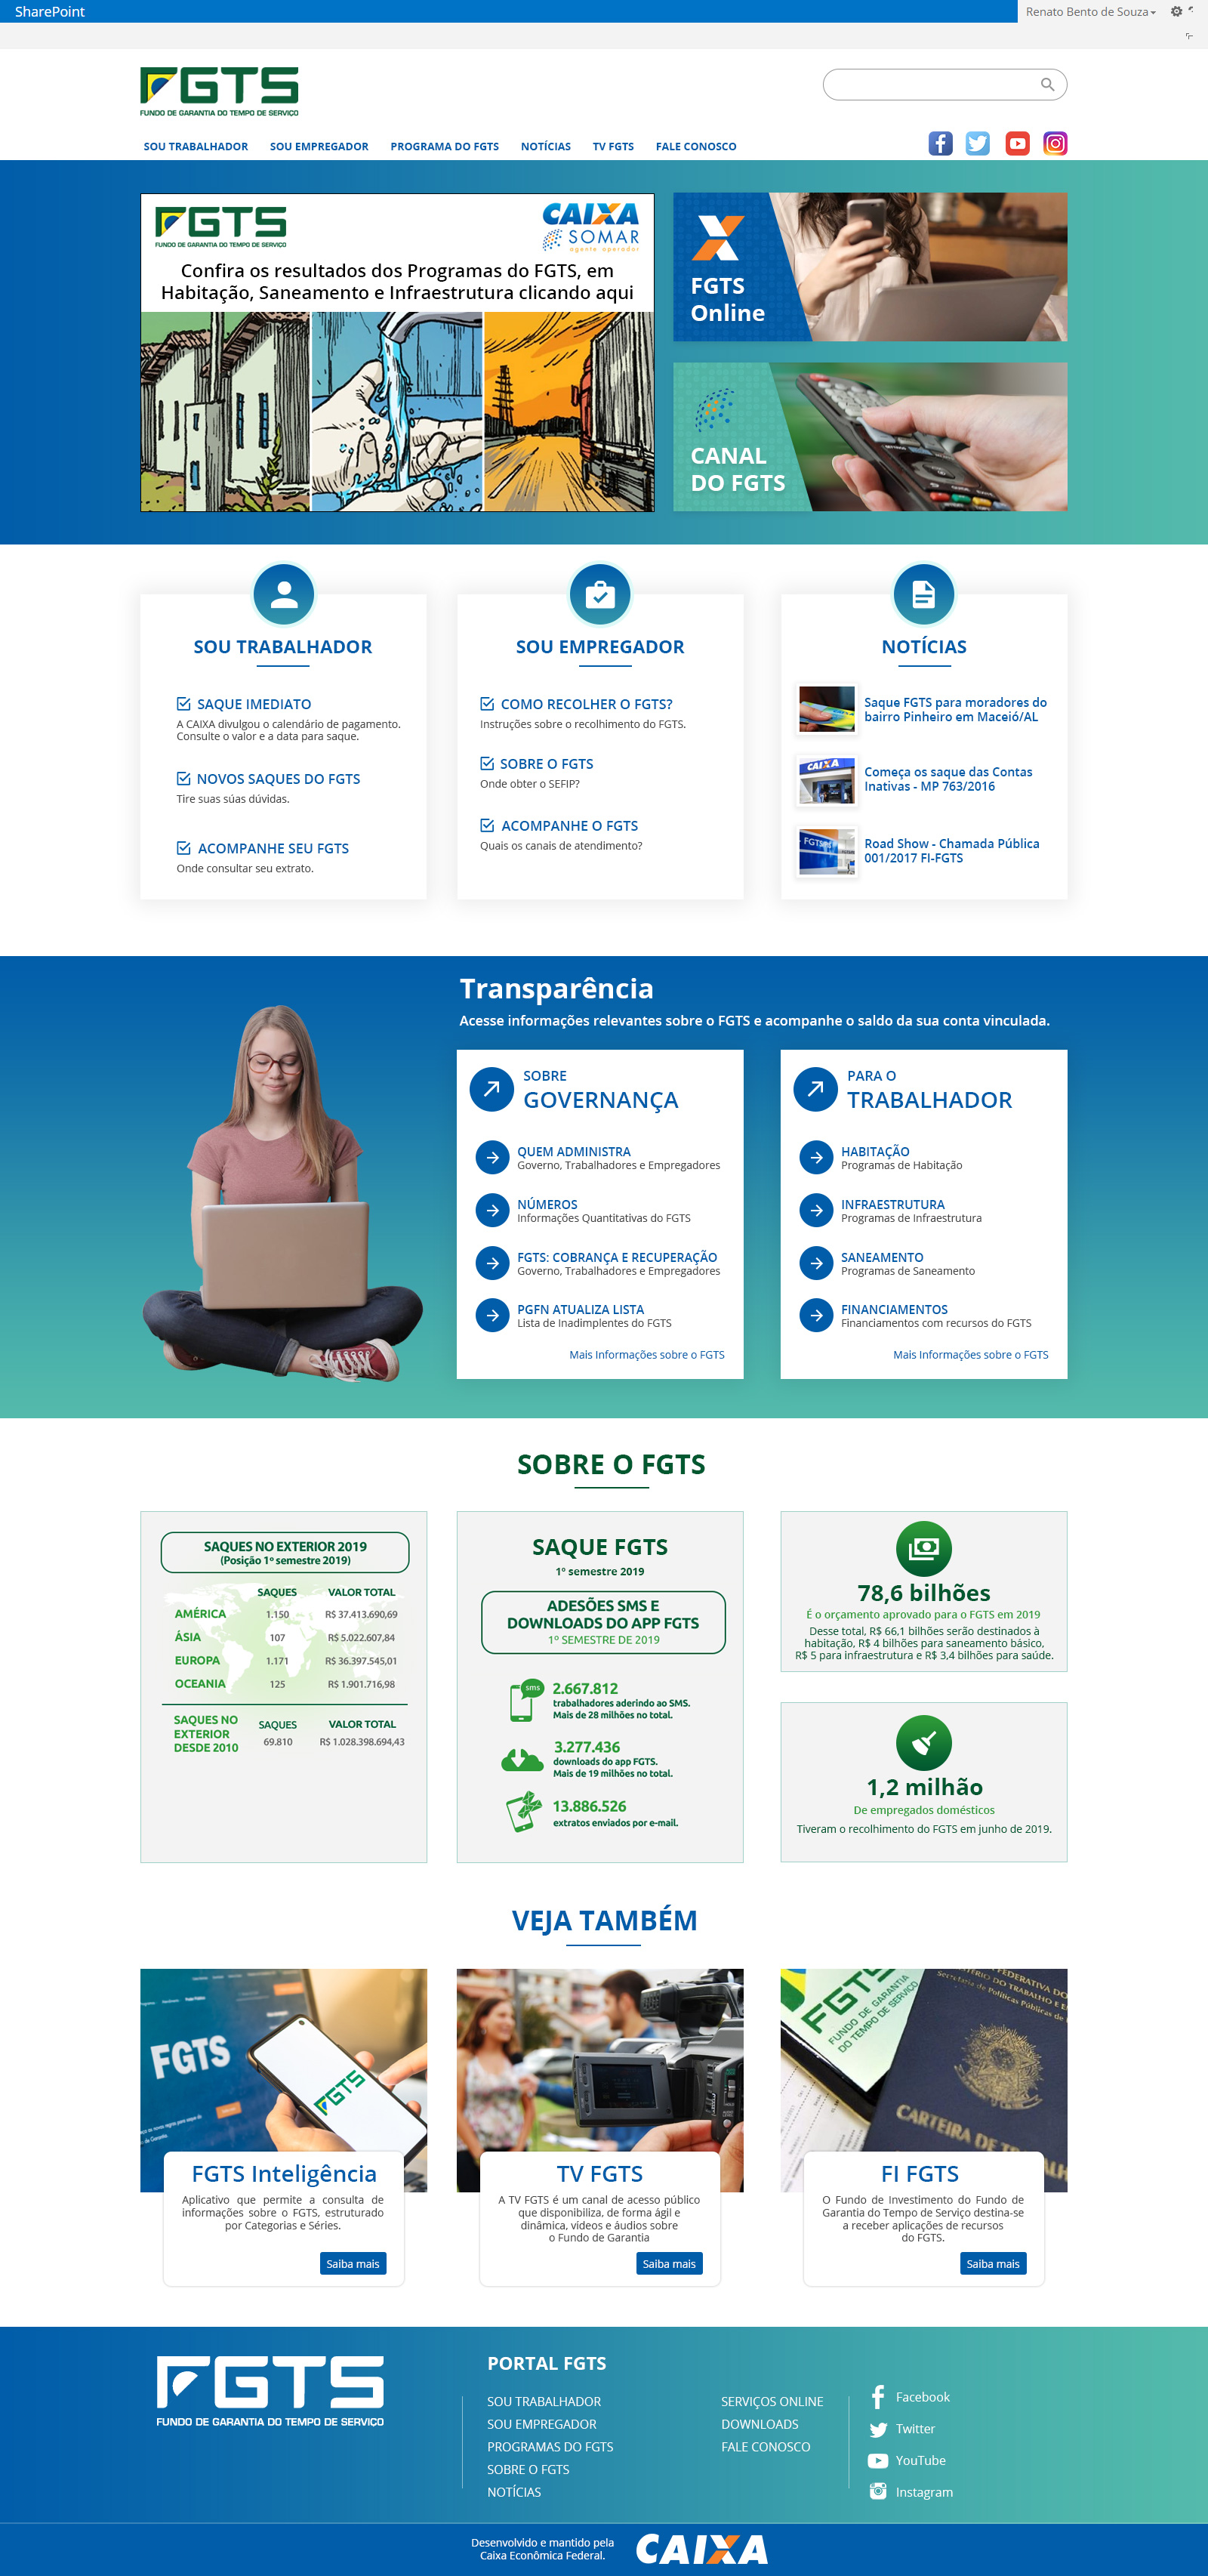 SharePoint
Renato Bento de Souza
FGTS
FUNDO DE GARANTIA DO TEMPO DE SERVIÇO
SOU TRABALHADOR
SOU EMPREGADOR
PROGRAMA DO FGTS
NOTÍCIAS
TV FGTS
FALE CONOSCO
FGTS
FUNDO DE GARANTIA DO TEMPO DE SERVIÇO
CAIXA
SOMAR
agente operador
Confira os resultados dos Programas do FGTS, em
Habitação, Saneamento e Infraestrutura clicando aqui
FGTS
Online
CANAL
DO FGTS
SOU TRABALHADOR
SAQUE IMEDIATO
A CAIXA divulgou o calendário de pagamento.
Consulte o valor e a data para saque.
NOVOS SAQUES DO FGTS
Tire suas súas dúvidas.
ACOMPANHE SEU FGTS
Onde consultar seu extrato.
SOU EMPREGADOR
COMO RECOLHER O FGTS?
Instruções sobre o recolhimento do FGTS.
SOBRE O FGTS
Onde obter o SEFIP?
ACOMPANHE O FGTS
Quais os canais de atendimento?
NOTÍCIAS
Saque FGTS para moradores do
bairro Pinheiro em Maceió/AL
CAIXA
Começa os saque das Contas
Inativas - MP 763/2016
FGTS
Road Show - Chamada Pública
001/2017 FI-FGTS
Transparência
Acesse informações relevantes sobre o FGTS e acompanhe o saldo da sua conta vinculada.
SOBRE
GOVERNANÇA
QUEM ADMINISTRA
Governo, Trabalhadores e Empregadores
NÚMEROS
Informações Quantitativas do FGTS
FGTS: COBRANÇA E RECUPERAÇÃO
Governo, Trabalhadores e Empregadores
PGFN ATUALIZA LISTA
Lista de Inadimplentes do FGTS
Mais Informações sobre o FGTS
PARA O
TRABALHADOR
HABITAÇÃO
Programas de Habitação
INFRAESTRUTURA
Programas de Infraestrutura
SANEAMENTO
Programas de Saneamento
FINANCIAMENTOS
Financiamentos com recursos do FGTS
Mais Informações sobre o FGTS
SOBRE O FGTS
SAQUES NO EXTERIOR 2019
(Posição 1º semestre 2019)
SAQUES VALOR TOTAL
AMÉRICA 1.150 R$ 37.413.690,69
ÁSIA 107 R$ 5.022.607,84
EUROPA 1.171 R$ 36.397.545,01
OCEANIA 125 R$ 1.901.716,98
SAQUES NO
EXTERIOR
DESDE 2010
SAQUES VALOR TOTAL
69.810 R$ 1.028.398.694,43
SAQUE FGTS
1º semestre 2019
ADESÕES SMS E
DOWNLOADS DO APP FGTS
1º SEMESTRE DE 2019
sms
2.667.812
trabalhadores aderindo ao SMS.
Mais de 28 milhões no total.
3.277.436
downloads do app FGTS.
Mais de 19 milhões no total.
13.886.526
extratos enviados por e-mail.
78,6 bilhões
É o orçamento aprovado para o FGTS em 2019
Desse total, R$ 66,1 bilhões serão destinados à
habitação, R$ 4 bilhões para saneamento básico,
R$ 5 para infraestrutura e R$ 3,4 bilhões para saúde.
1,2 milhão
De empregados domésticos
Tiveram o recolhimento do FGTS em junho de 2019.
VEJA TAMBÉM
FGTS
FGTS
FGTS
FUNDO DE GARANTIA
DO TEMPO DE SERVIÇO
CARTEIRA DE
FGTS Inteligência
Aplicativo que permite a consulta de
informações sobre o FGTS, estruturado
por Categorias e Séries.
Saiba mais
TV FGTS
A TV FGTS é um canal de acesso público
que disponibiliza, de forma ágil e
dinâmica, vídeos e áudios sobre
o Fundo de Garantia
Saiba mais
FI FGTS
O Fundo de Investimento do Fundo de
Garantia do Tempo de Serviço destina-se
a receber aplicações de recursos
do FGTS.
Saiba mais
FGTS
FUNDO DE GARANTIA DO TEMPO DE SERVIÇO
PORTAL FGTS
SOU TRABALHADOR
SOU EMPREGADOR
PROGRAMAS DO FGTS
SOBRE O FGTS
NOTÍCIAS
SERVIÇOS ONLINE
DOWNLOADS
FALE CONOSCO
Facebook
Twitter
YouTube
Instagram
Desenvolvido e mantido pela
Caixa Econômica Federal.
CAIXA